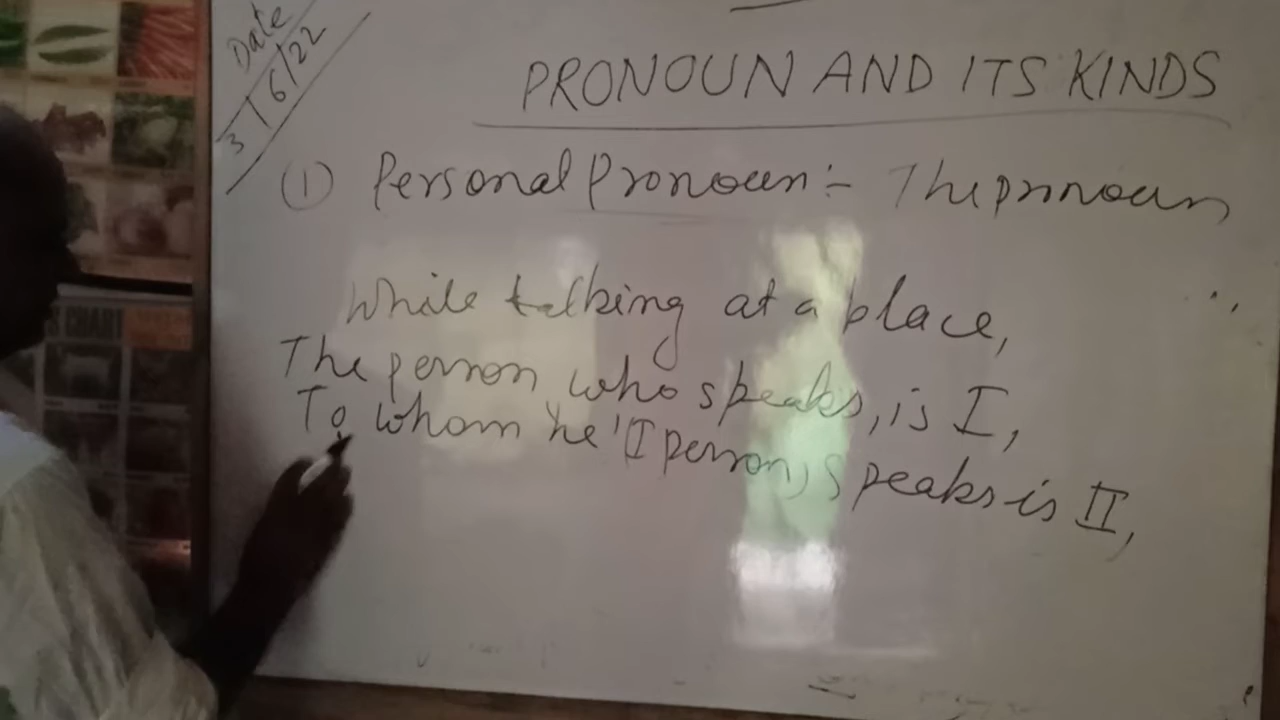 Date
3/6/22
PRONOUN AND ITS KINDS
(1) Personal Pronoun :- The pronoun
While talking at a place,
The person who speaks, is I,
To whom he (I person) speaks is II,
S CHART